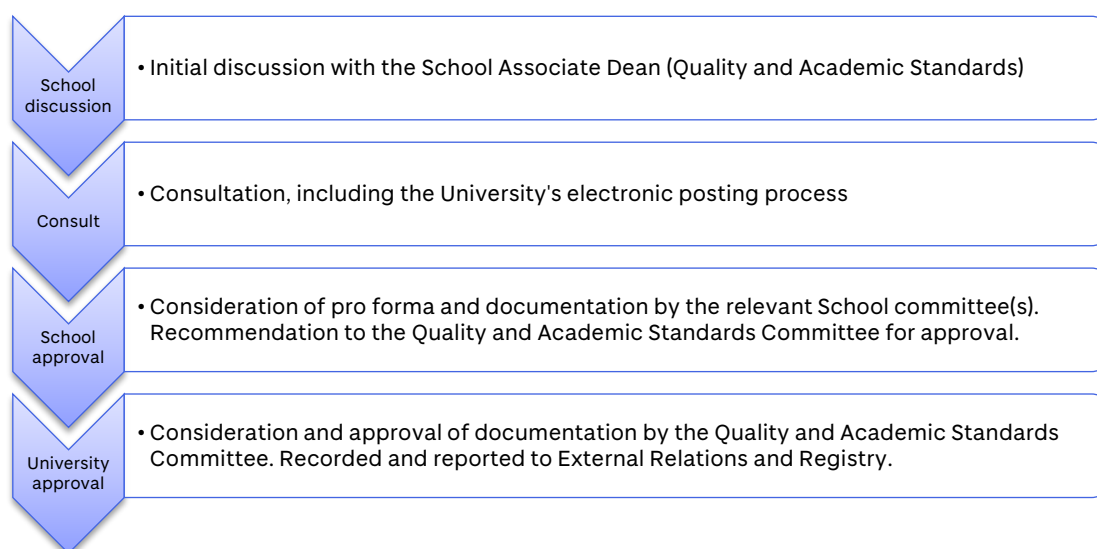 School
discussion
• Initial discussion with the School Associate Dean (Quality and Academic Standards)
Consult
• Consultation, including the University's electronic posting process
School
approval
• Consideration of pro forma and documentation by the relevant School committee(s).
Recommendation to the Quality and Academic Standards Committee for approval.
University
approval
• Consideration and approval of documentation by the Quality and Academic Standards
Committee. Recorded and reported to External Relations and Registry.